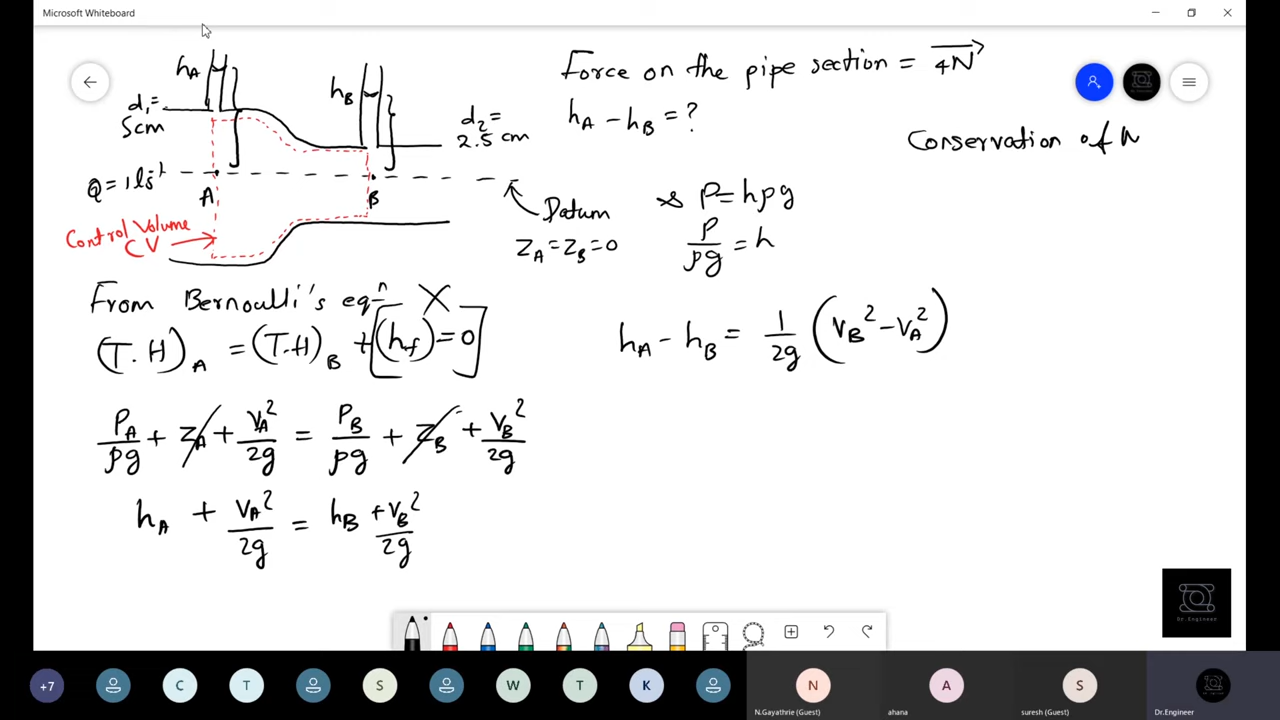 Microsoft Whiteboard
hA
hB
d1 =
5cm
d2 =
2.5 cm
Q = 1 ls⁻¹
A
B
Control Volume
CV
Datum
ZA = ZB = 0
Force on the pipe section = 4N
hA - hB = ?
Conservation of M
P = hρg
P/ρg = h
From Bernoulli's eqn
(T.H)A = (T.H)B + [(hf) = 0]
PA/ρg + ZA + VA²/2g = PB/ρg + ZB + VB²/2g
hA + VA²/2g = hB + VB²/2g
hA - hB = 1/2g (VB² - VA²)
Dr.Engineer
+7
C
T
S
W
T
K
N
A
S
N.Gayathrie (Guest)
ahana
suresh (Guest)
Dr.Engineer